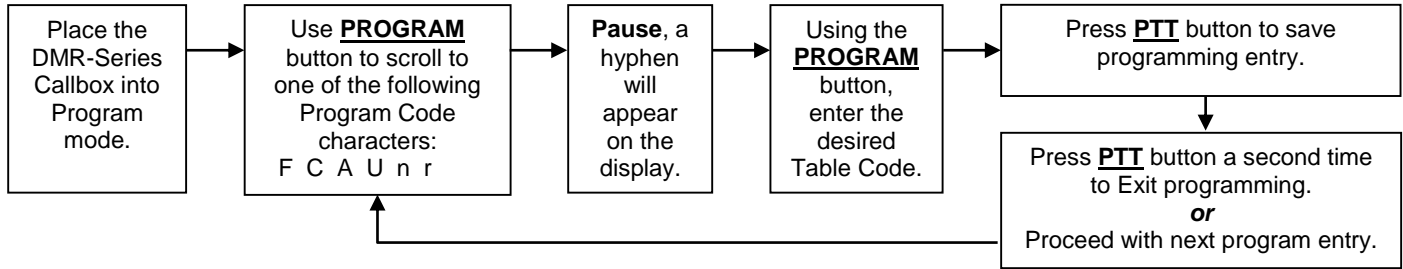 Place the
DMR-Series
Callbox into
Program
mode.
Use PROGRAM
button to scroll to
one of the following
Program Code
characters:
F C A U n r
Pause, a
hyphen
will
appear
on the
display.
Using the
PROGRAM
button,
enter the
desired
Table Code.
Press PTT button to save
programming entry.
Press PTT button a second time
to Exit programming.
or
Proceed with next program entry.